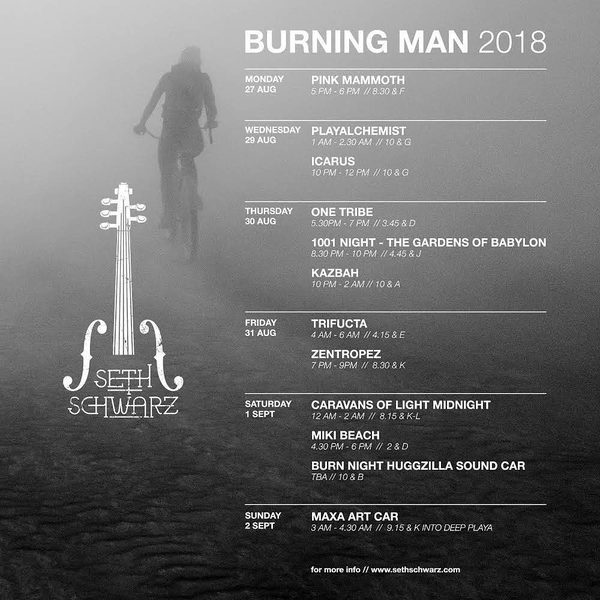 BURNING MAN 2018
MONDAY
27 AUG
PINK MAMMOTH
5 PM - 6 PM // 8.30 & F
WEDNESDAY
29 AUG
PLAYALCHEMIST
1 AM - 2.30 AM // 10 & G
ICARUS
10 PM - 12 PM // 10 & G
THURSDAY
30 AUG
ONE TRIBE
5.30PM - 7 PM // 3.45 & D
1001 NIGHT - THE GARDENS OF BABYLON
8.30 PM - 10 PM // 4.45 & J
KAZBAH
10 PM - 2 AM // 10 & A
FRIDAY
31 AUG
TRIFUCTA
4 AM - 6 AM // 4.15 & E
ZENTROPEZ
7 PM - 9PM // 8.30 & K
SATURDAY
1 SEPT
CARAVANS OF LIGHT MIDNIGHT
12 AM - 2 AM // 8.15 & K-L
MIKI BEACH
4.30 PM - 6 PM // 2 & D
BURN NIGHT HUGGZILLA SOUND CAR
TBA // 10 & B
SUNDAY
2 SEPT
MAXA ART CAR
3 AM - 4.30 AM // 9.15 & K INTO DEEP PLAYA
for more info // www.sethschwarz.com
SETH
SCHWARZ